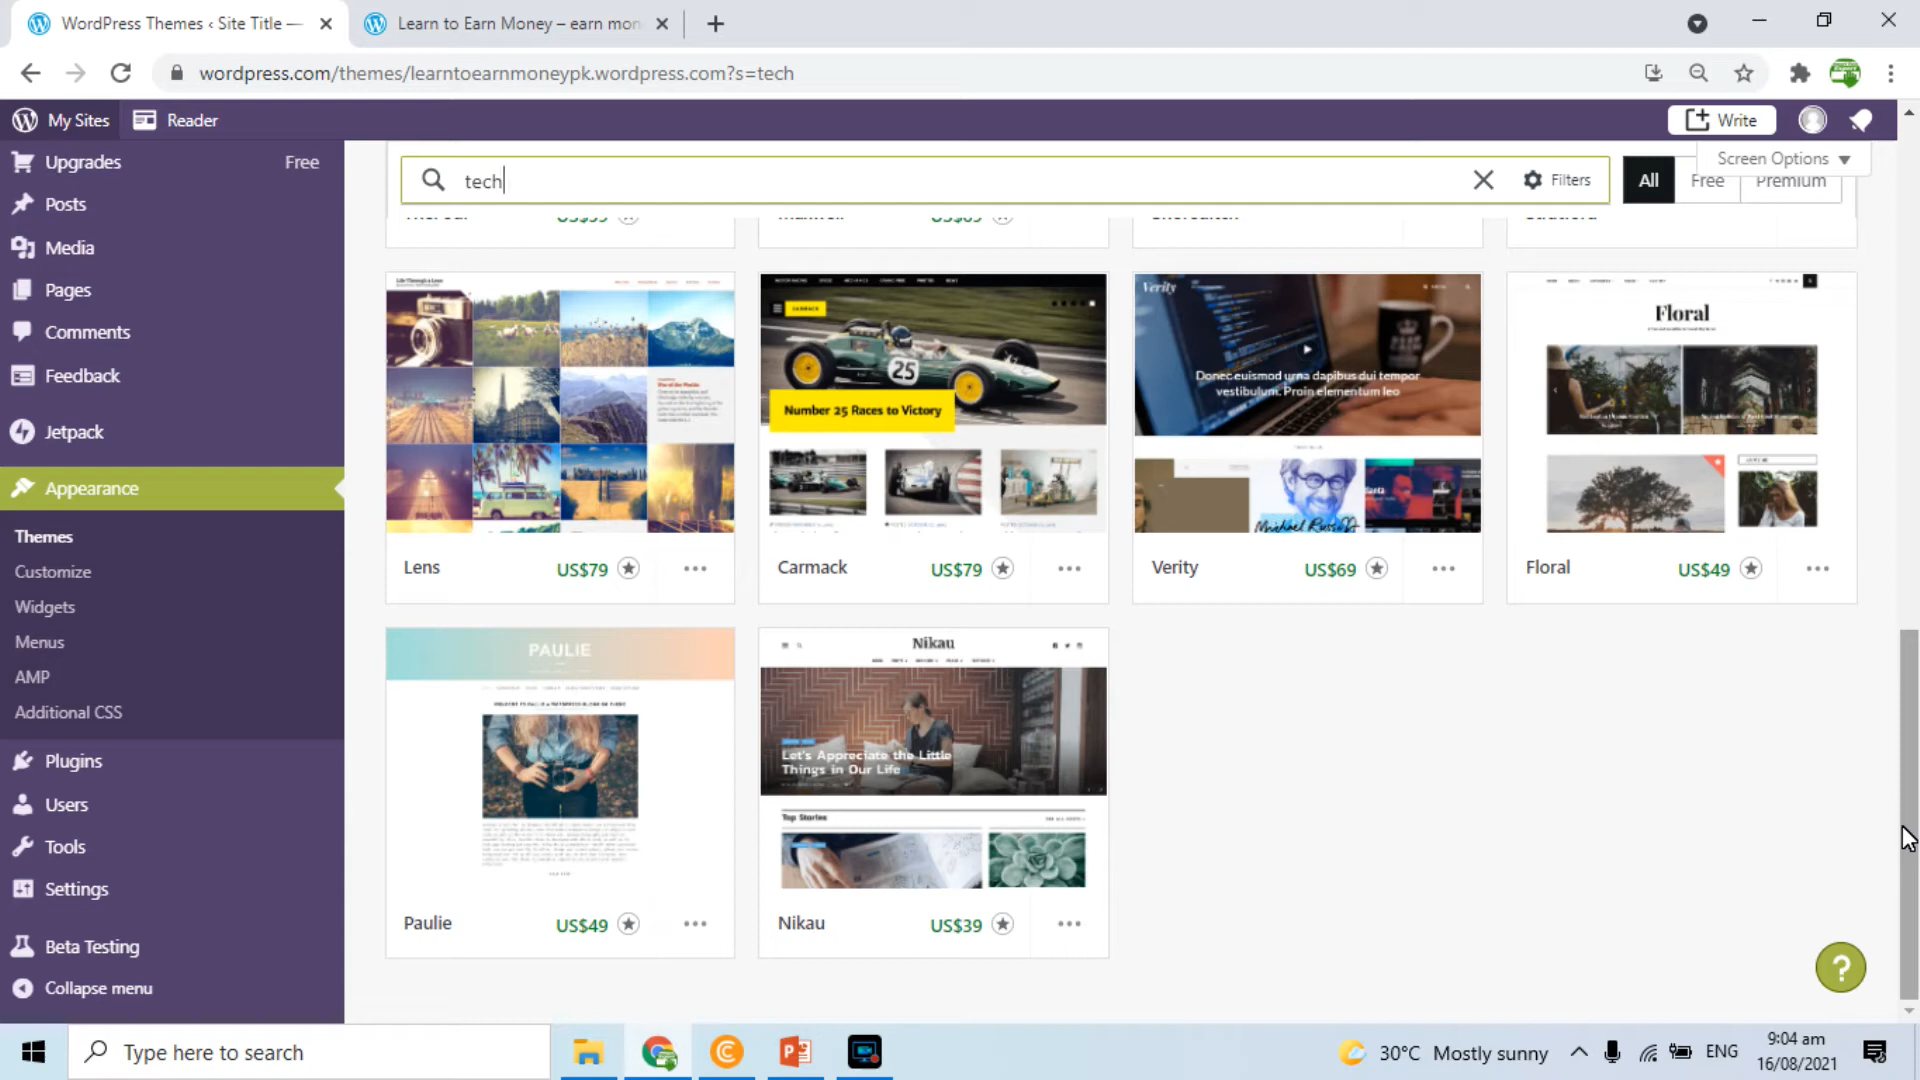 WordPress Themes ‹ Site Title —
Learn to Earn Money – earn mon
wordpress.com/themes/learntoearnmoneypk.wordpress.com?s=tech
My Sites
Reader
Write
Upgrades
Free
Posts
Media
Pages
Comments
Feedback
Jetpack
Appearance
Themes
Customize
Widgets
Menus
AMP
Additional CSS
Plugins
Users
Tools
Settings
Beta Testing
Collapse menu
tech
Filters
All
Free
Premium
Screen Options
Life Through a Lens
CARMACK
25
Number 25 Races to Victory
Verity
Donec euismod urna dapibus dui tempor
vestibulum. Proin elementum leo
Floral
Lens
US$79
Carmack
US$79
Verity
US$69
Floral
US$49
PAULIE
Nikau
Let's Appreciate the Little
Things in Our Life
Top Stories
Paulie
US$49
Nikau
US$39
?
Type here to search
30°C Mostly sunny
ENG
9:04 am
16/08/2021